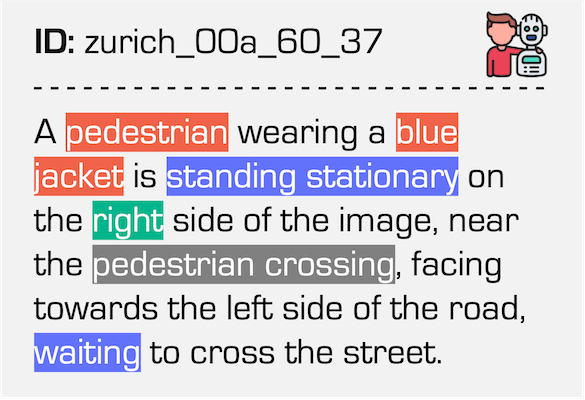 ID: zurich_00a_60_37
A pedestrian wearing a blue
jacket is standing stationary on
the right side of the image, near
the pedestrian crossing, facing
towards the left side of the road,
waiting to cross the street.